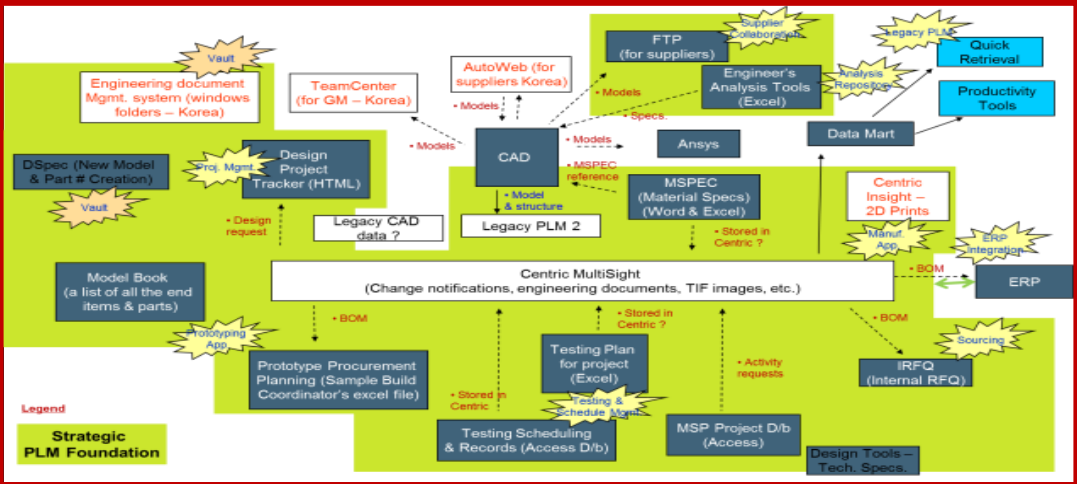 Supplier
Collaboration
Legacy PLM
FTP
(for suppliers)
Quick
Retrieval
Vault
AutoWeb (for
suppliers Korea)
Engineering document
Mgmt. system (windows
folders – Korea)
TeamCenter
(for GM – Korea)
Engineer's
Analysis Tools
(Excel)
Analysis
Repository
Productivity
Tools
• Models
• Models
• Specs.
• Models
• Models
CAD
Ansys
Data Mart
DSpec (New Model
& Part # Creation)
Proj. Mgmt.
Design
Project
Tracker (HTML)
• MSPEC
reference
MSPEC
(Material Specs)
(Word & Excel)
Centric
Insight –
2D Prints
Vault
• Model
& structure
• Design
request
Legacy CAD
data ?
Legacy PLM 2
• Stored in
Centric ?
Manuf.
App.
ERP
Integration
Model Book
(a list of all the end
items & parts)
Centric MultiSight
(Change notifications, engineering documents, TIF images, etc.)
• BOM
ERP
• BOM
• Stored in
Centric ?
• BOM
Prototyping
App.
Sourcing
Prototype Procurement
Planning (Sample Build
Coordinator's excel file)
Testing Plan
for project
(Excel)
• Activity
requests
IRFQ
(Internal RFQ)
• Stored in
Centric
Testing &
Schedule Mgmt.
Legend
Strategic
PLM Foundation
Testing Scheduling
& Records (Access D/b)
MSP Project D/b
(Access)
Design Tools –
Tech. Specs.